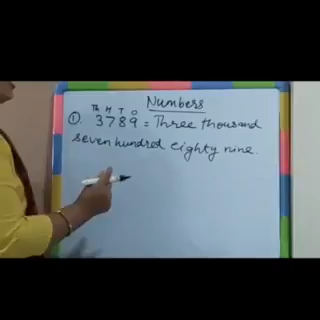 Numbers
Th H T O
① 3789 = Three thousand
seven hundred eighty nine.